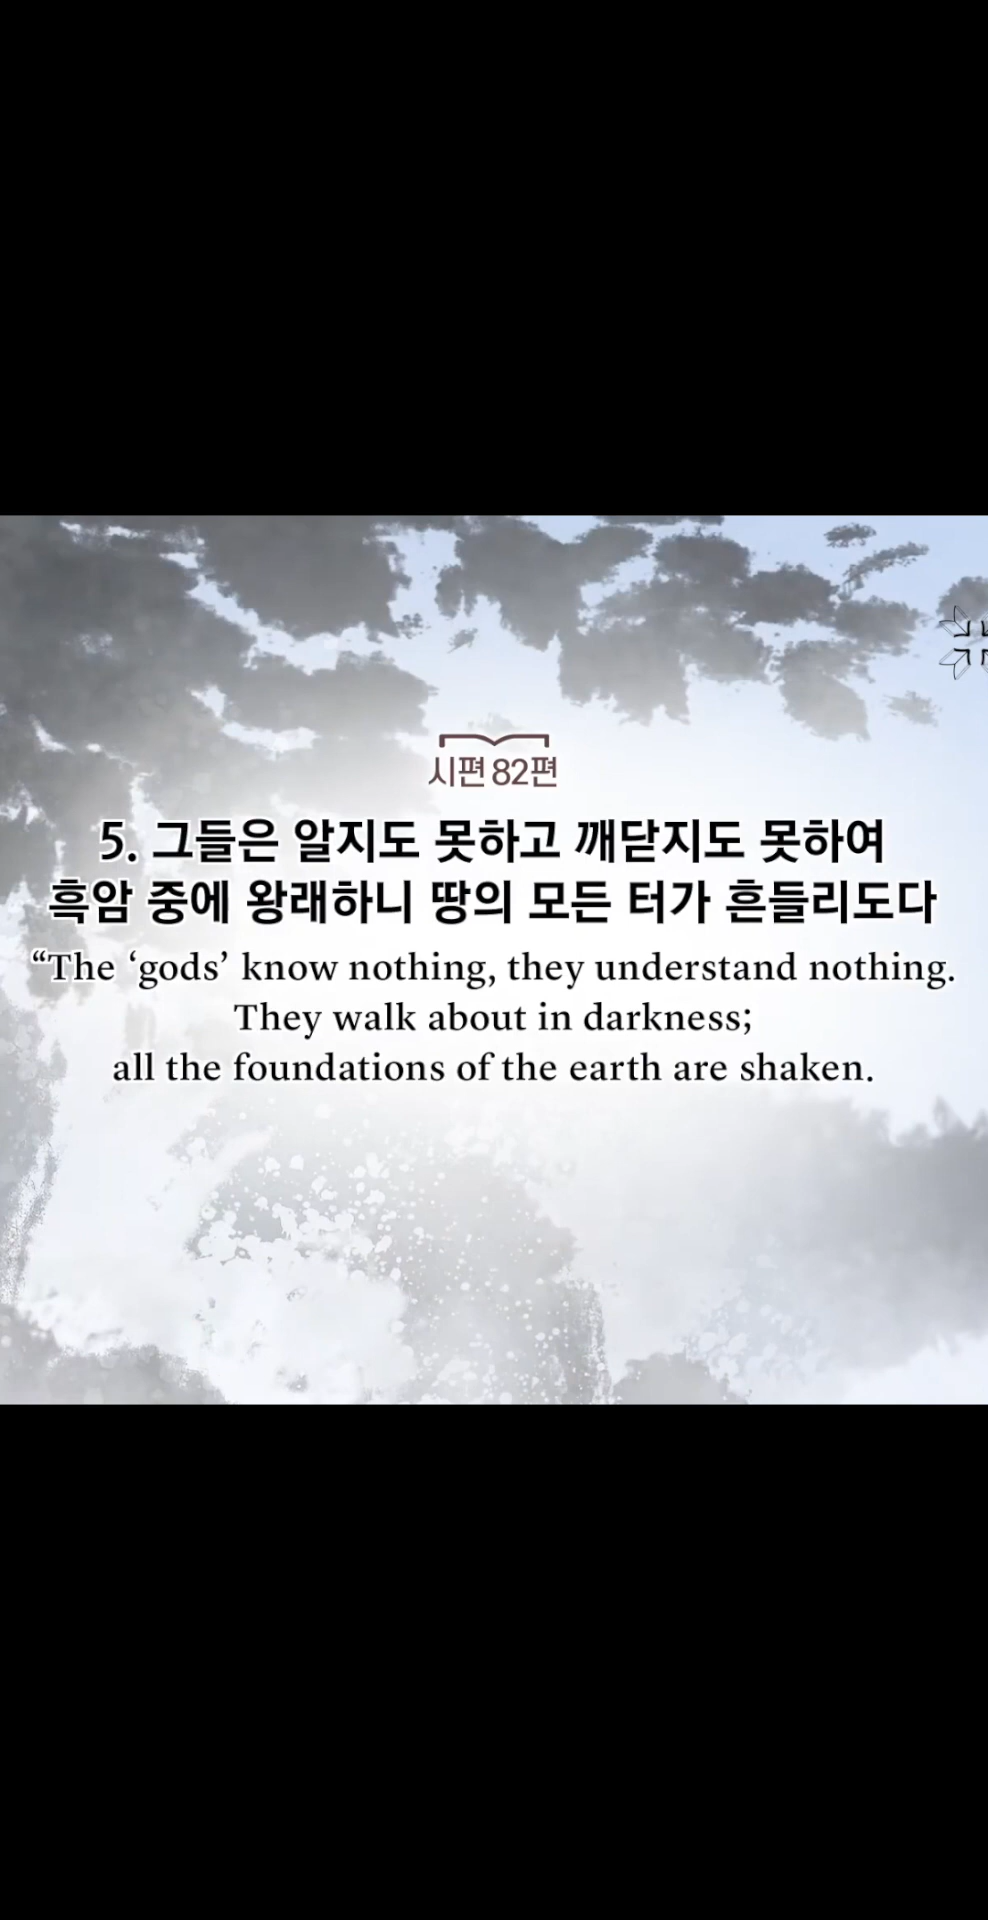 시편 82편
5. 그들은 알지도 못하고 깨닫지도 못하여
흑암 중에 왕래하니 땅의 모든 터가 흔들리도다
“The ‘gods’ know nothing, they understand nothing.
They walk about in darkness;
all the foundations of the earth are shaken.